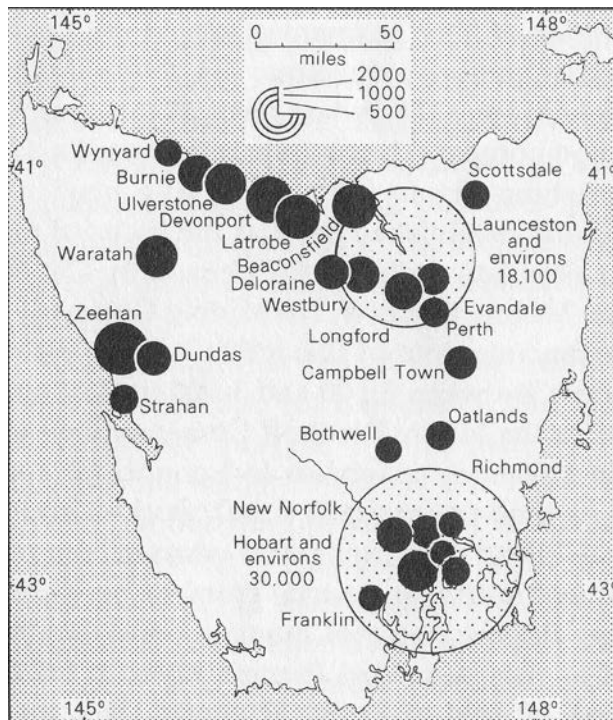 145° 148°
0 50
miles
2000
1000
500
41° 41°
Wynyard
Burnie
Ulverstone
Devonport
Latrobe
Beaconsfield
Deloraine
Westbury
Scottsdale
Launceston
and
environs
18,100
Waratah
Evandale
Perth
Longford
Campbell Town
Zeehan
Dundas
Strahan
Oatlands
Bothwell
Richmond
New Norfolk
Hobart and
environs
30.000
Franklin
43° 43°
145° 148°